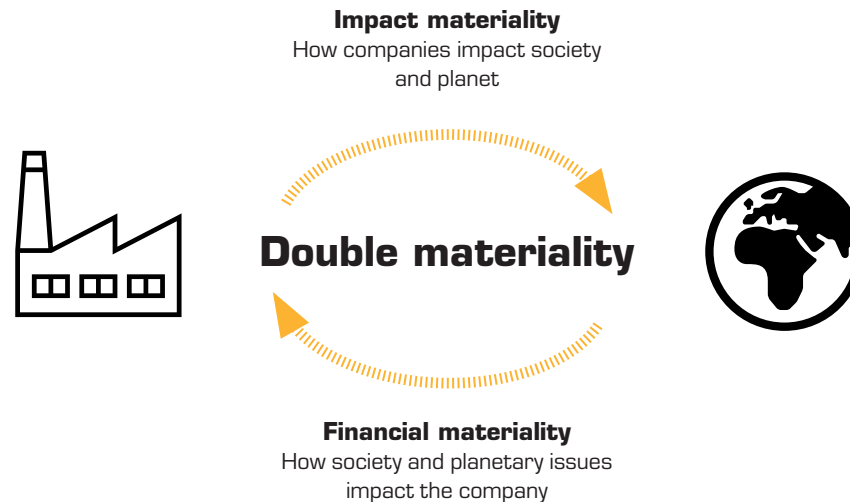 Impact materiality
How companies impact society
and planet
Double materiality
Financial materiality
How society and planetary issues
impact the company